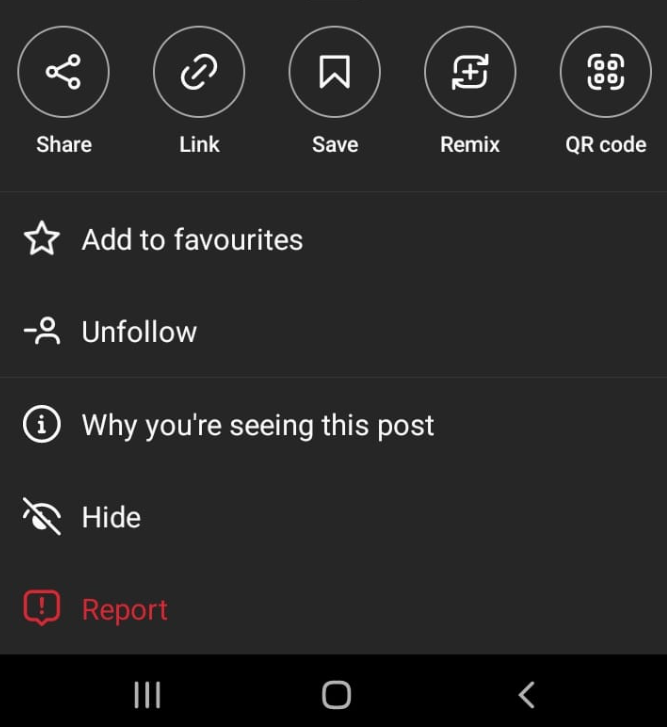 Share
Link
Save
Remix
QR code
Add to favourites
Unfollow
Why you're seeing this post
Hide
Report